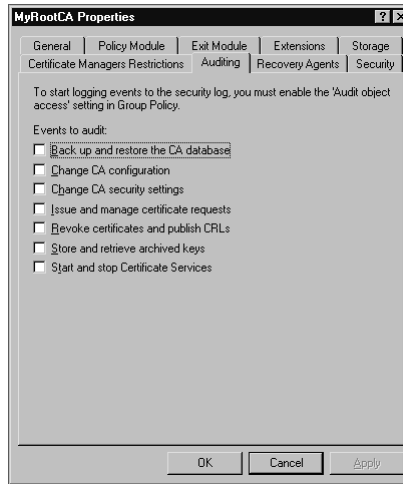 MyRootCA Properties
General Policy Module Exit Module Extensions Storage
Certificate Managers Restrictions Auditing Recovery Agents Security
To start logging events to the security log, you must enable the 'Audit object
access' setting in Group Policy.
Events to audit:
Back up and restore the CA database
Change CA configuration
Change CA security settings
Issue and manage certificate requests
Revoke certificates and publish CRLs
Store and retrieve archived keys
Start and stop Certificate Services
OK Cancel Apply